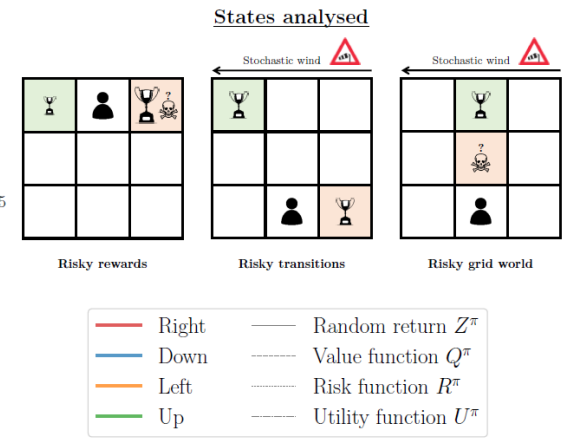 States analysed
Stochastic wind
Stochastic wind
?
?
5
Risky rewards
Risky transitions
Risky grid world
Right
Random return Z^π
Down
Value function Q^π
Left
Risk function R^π
Up
Utility function U^π